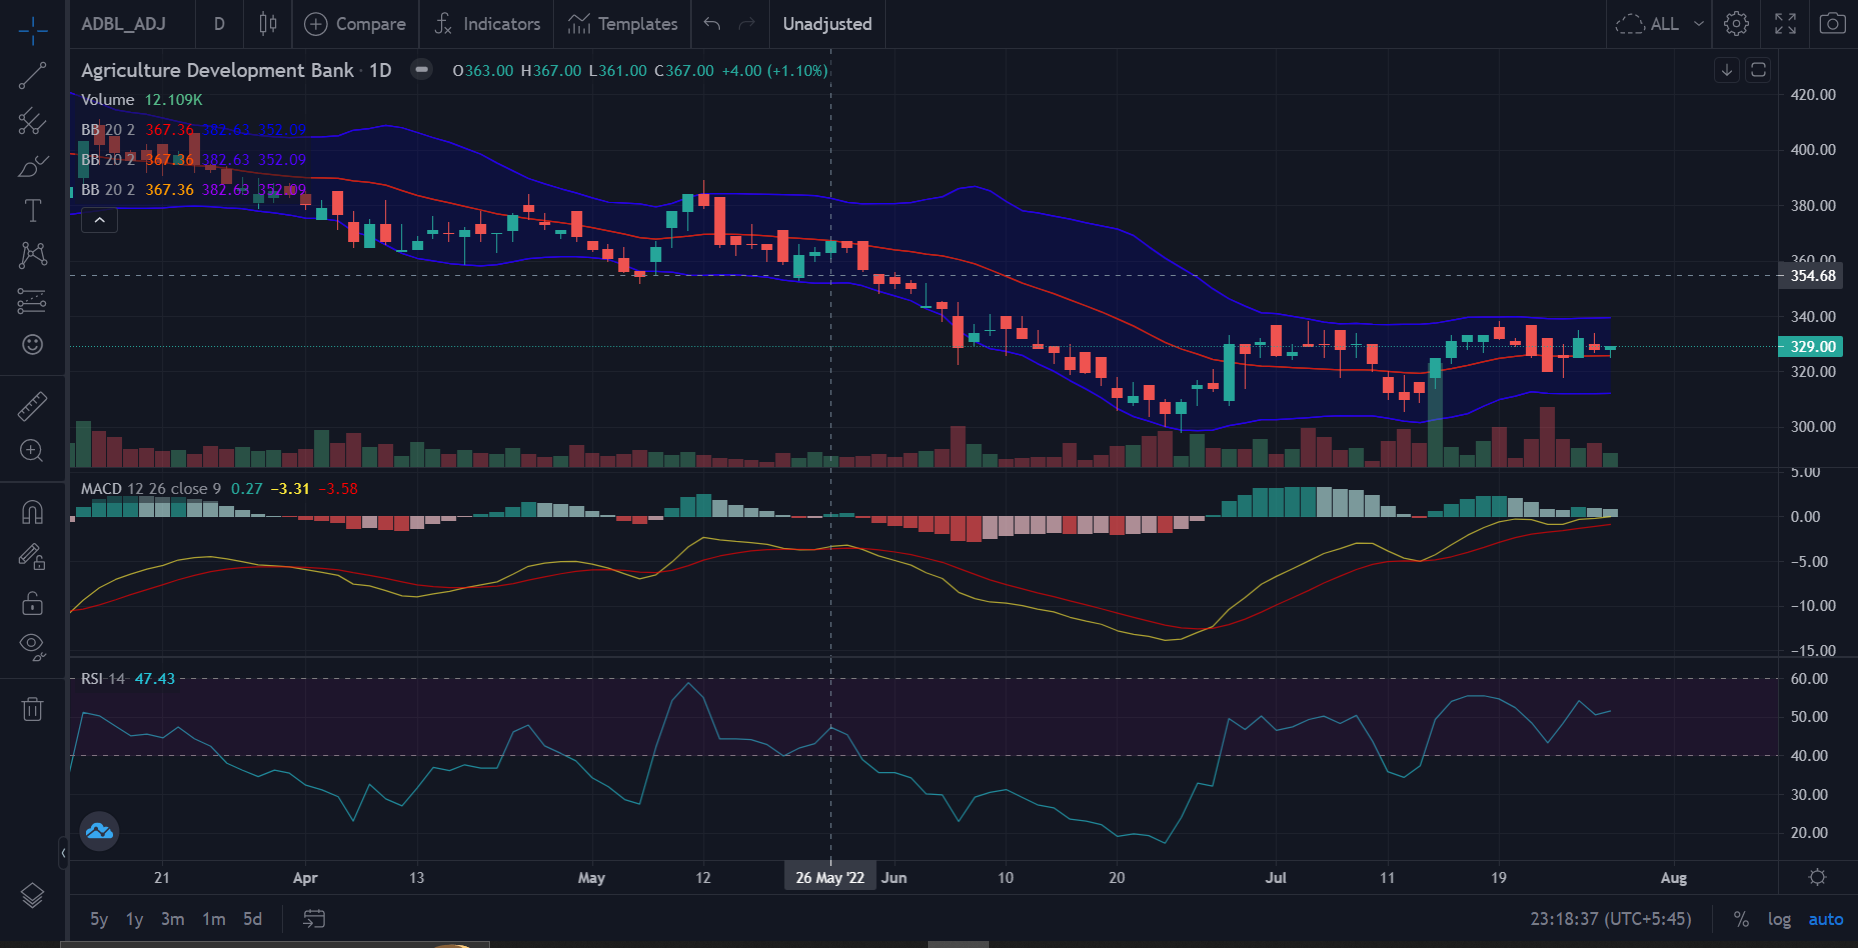 ADBL_ADJ D Compare Indicators Templates Unadjusted ALL
Agriculture Development Bank · 1D O363.00 H367.00 L361.00 C367.00 +4.00 (+1.10%)
Volume 12.109K
BB 20 2 367.36 382.63 352.09
BB 20 2 367.36 382.63 352.09
BB 20 2 367.36 382.63 352.09
420.00
400.00
380.00
360.00
354.68
340.00
329.00
320.00
300.00
MACD 12 26 close 9 0.27 −3.31 −3.58
5.00
0.00
−5.00
−10.00
−15.00
RSI 14 47.43
60.00
50.00
40.00
30.00
20.00
21 Apr 13 May 12 26 May '22 Jun 10 20 Jul 11 19 Aug
5y 1y 3m 1m 5d 23:18:37 (UTC+5:45) % log auto